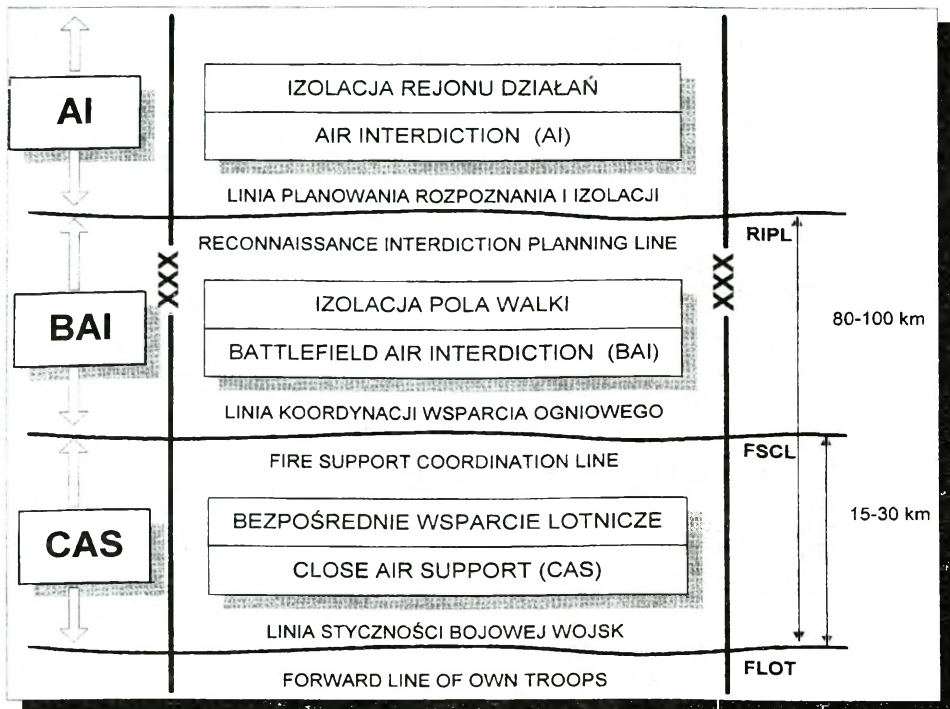 AI
IZOLACJA REJONU DZIAŁAŃ
AIR INTERDICTION (AI)
LINIA PLANOWANIA ROZPOZNANIA I IZOLACJI
RECONNAISSANCE INTERDICTION PLANNING LINE
RIPL
XXX
XXX
BAI
IZOLACJA POLA WALKI
BATTLEFIELD AIR INTERDICTION (BAI)
80-100 km
LINIA KOORDYNACJI WSPARCIA OGNIOWEGO
FIRE SUPPORT COORDINATION LINE
FSCL
CAS
BEZPOŚREDNIE WSPARCIE LOTNICZE
CLOSE AIR SUPPORT (CAS)
15-30 km
LINIA STYCZNOŚCI BOJOWEJ WOJSK
FORWARD LINE OF OWN TROOPS
FLOT